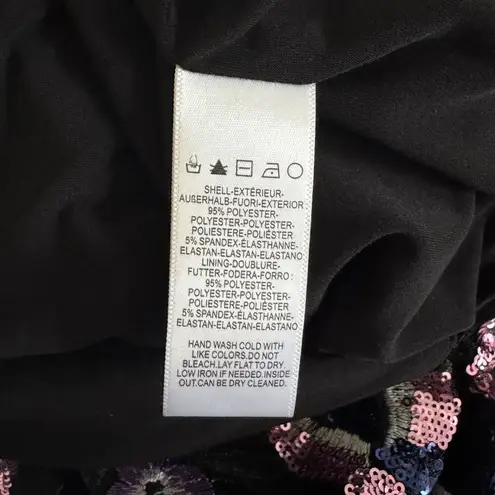 SHELL-EXTÉRIEUR-
AUßERHALB-FUORI-EXTERIOR:
95% POLYESTER-
POLYESTER-POLYESTER-
POLIESTERE-POLIÉSTER
5% SPANDEX-ÉLASTHANNE-
ELASTAN-ELASTAN-ELASTANO
LINING-DOUBLURE-
FUTTER-FODERA-FORRO:
95% POLYESTER-
POLYESTER-POLYESTER-
POLIESTERE-POLIÉSTER
5% SPANDEX-ÉLASTHANNE-
ELASTAN-ELASTAN-ELASTANO
HAND WASH COLD WITH
LIKE COLORS.DO NOT
BLEACH.LAY FLAT TO DRY.
LOW IRON IF NEEDED.INSIDE
OUT.CAN BE DRY CLEANED.